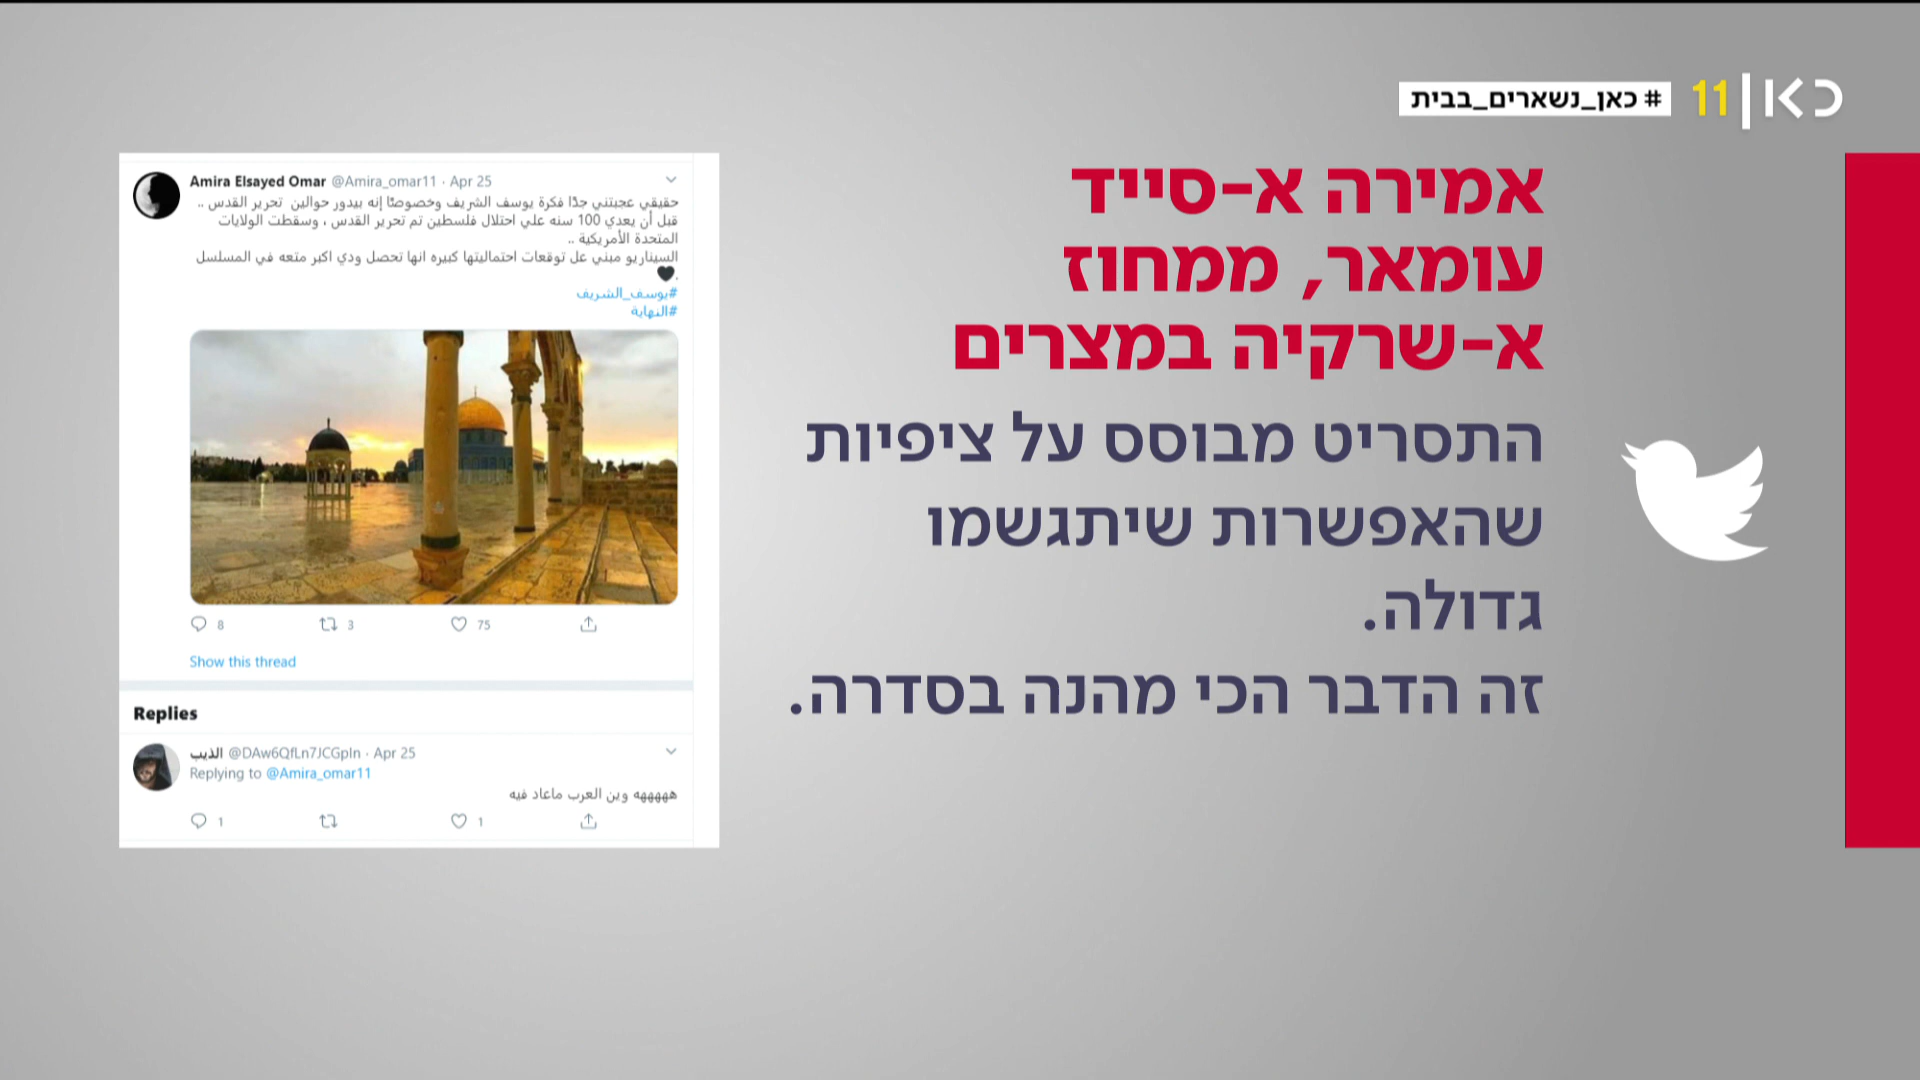 # כאן_נשארים_בבית
כאן | 11
אמירה א-סייד
עומאר, ממחוז
א-שרקיה במצרים
התסריט מבוסס על ציפיות
שהאפשרות שיתגשמו
גדולה.
זה הדבר הכי מהנה בסדרה.
Amira Elsayed Omar @Amira_omar11 · Apr 25
حقيقي عجبتني جدًا فكرة يوسف الشريف وخصوصًا إنه بيدور حوالين تحرير القدس ..
قبل أن يعدي 100 سنه علي احتلال فلسطين تم تحرير القدس ، وسقطت الولايات
المتحدة الأمريكية ..
السيناريو مبني عل توقعات احتماليتها كبيره انها تحصل ودي اكبر متعه في المسلسل
🖤.
#يوسف_الشريف
#النهاية
8 3 75
Show this thread
Replies
الذيب @DAw6QfLn7JCGpln · Apr 25
Replying to @Amira_omar11
هههههه وين العرب ماعاد فيه
1 1